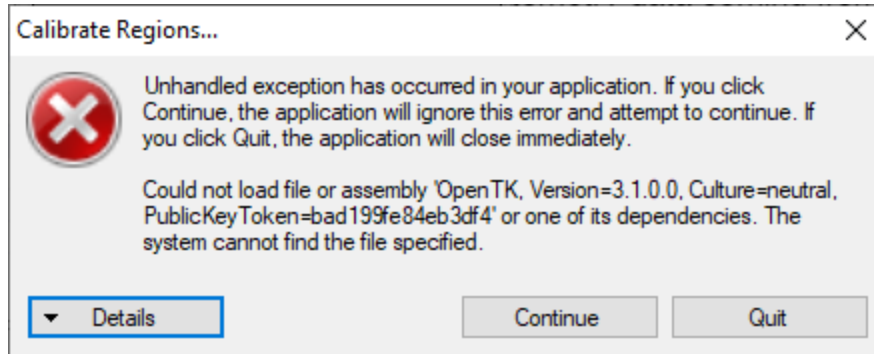 Calibrate Regions...
Unhandled exception has occurred in your application. If you click
Continue, the application will ignore this error and attempt to continue. If
you click Quit, the application will close immediately.
Could not load file or assembly 'OpenTK, Version=3.1.0.0, Culture=neutral,
PublicKeyToken=bad199fe84eb3df4' or one of its dependencies. The
system cannot find the file specified.
Details
Continue
Quit